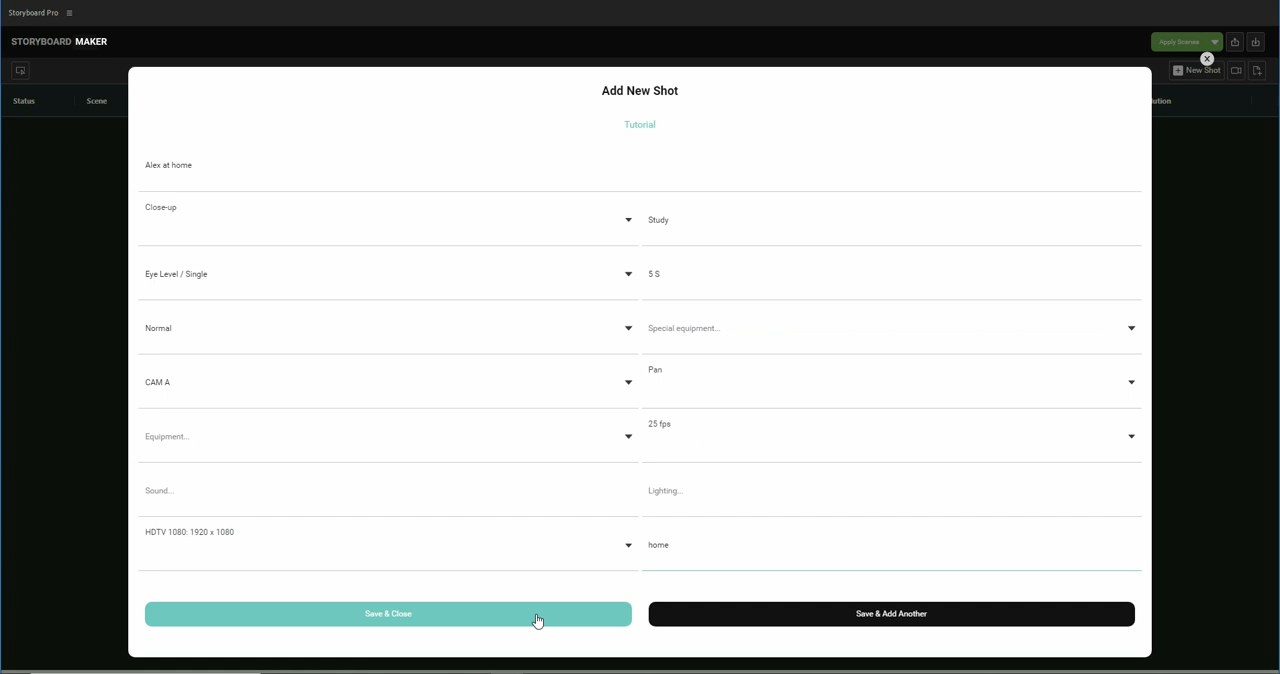 Storyboard Pro
STORYBOARD MAKER
Apply Scenes
New Shot
Status
Scene
lution
Add New Shot
Tutorial
Alex at home
Close-up
Study
Eye Level / Single
5 S
Normal
Special equipment...
CAM A
Pan
Equipment...
25 fps
Sound...
Lighting...
HDTV 1080: 1920 x 1080
home
Save & Close
Save & Add Another